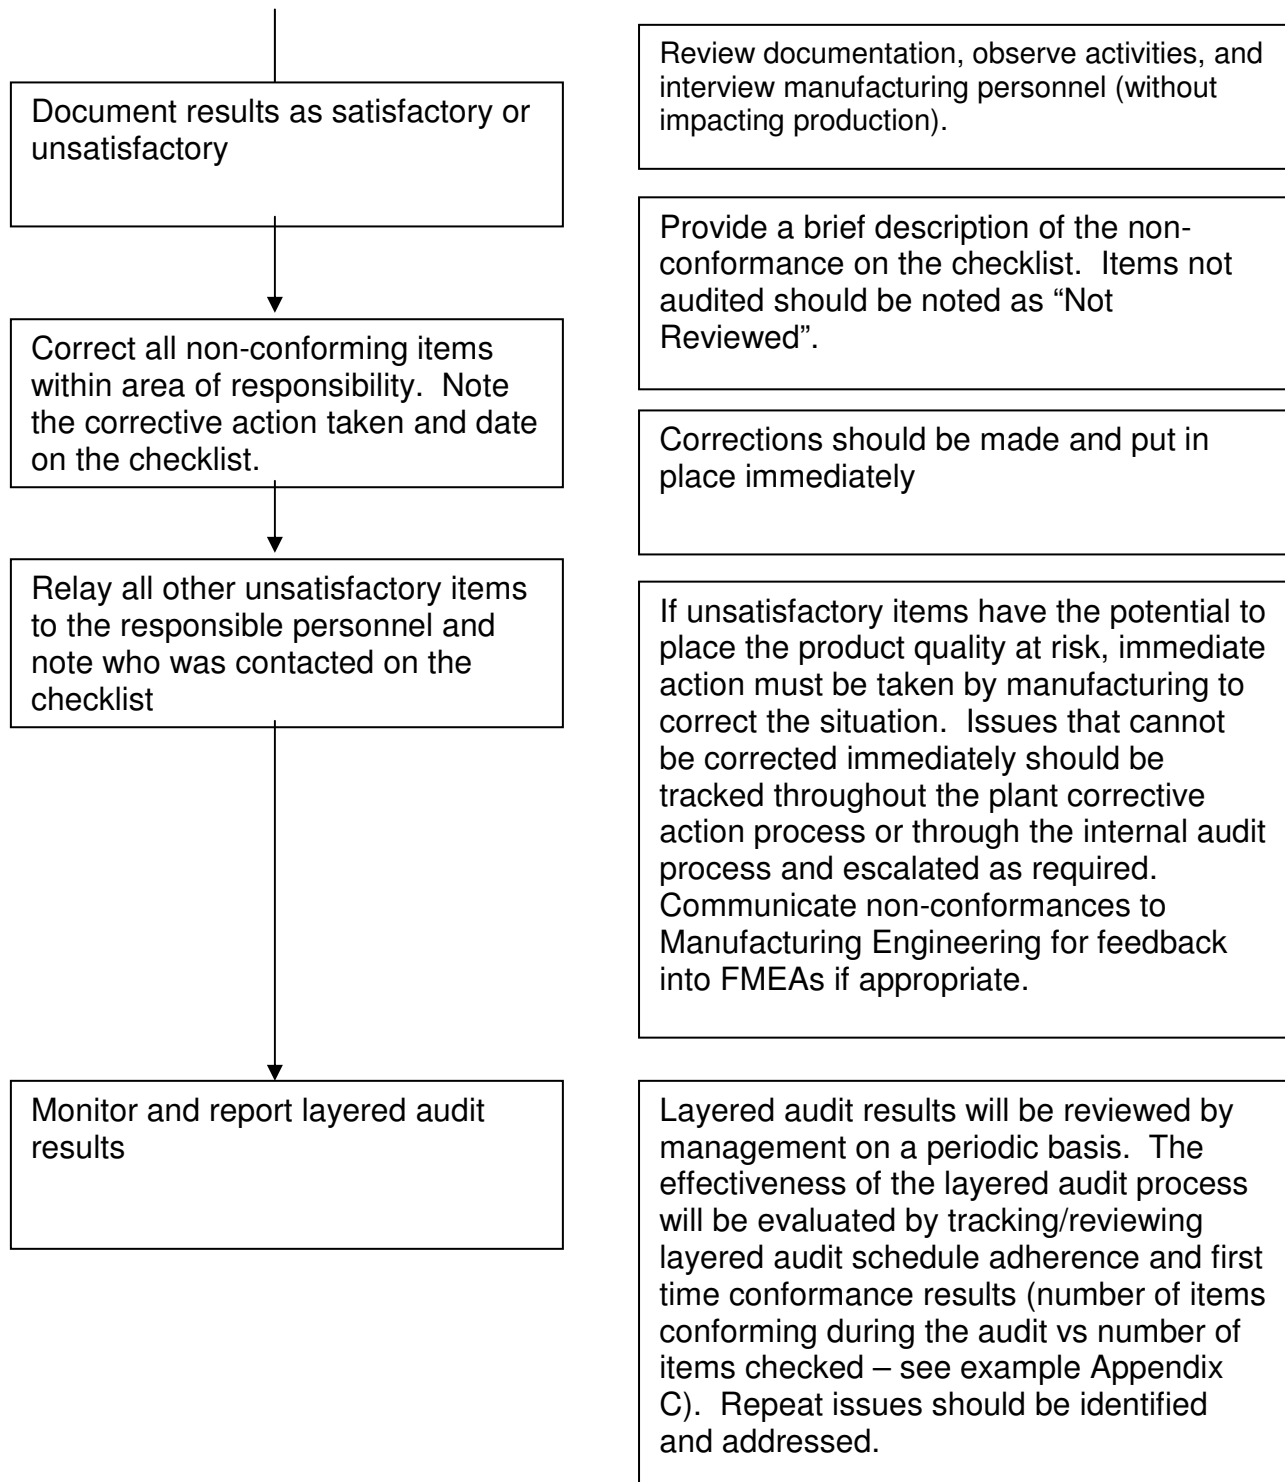 Document results as satisfactory or
unsatisfactory
Review documentation, observe activities, and
interview manufacturing personnel (without
impacting production).
Provide a brief description of the non-
conformance on the checklist.  Items not
audited should be noted as “Not
Reviewed”.
Correct all non-conforming items
within area of responsibility.  Note
the corrective action taken and date
on the checklist.
Corrections should be made and put in
place immediately
Relay all other unsatisfactory items
to the responsible personnel and
note who was contacted on the
checklist
If unsatisfactory items have the potential to
place the product quality at risk, immediate
action must be taken by manufacturing to
correct the situation.  Issues that cannot
be corrected immediately should be
tracked throughout the plant corrective
action process or through the internal audit
process and escalated as required.
Communicate non-conformances to
Manufacturing Engineering for feedback
into FMEAs if appropriate.
Monitor and report layered audit
results
Layered audit results will be reviewed by
management on a periodic basis.  The
effectiveness of the layered audit process
will be evaluated by tracking/reviewing
layered audit schedule adherence and first
time conformance results (number of items
conforming during the audit vs number of
items checked – see example Appendix
C).  Repeat issues should be identified
and addressed.